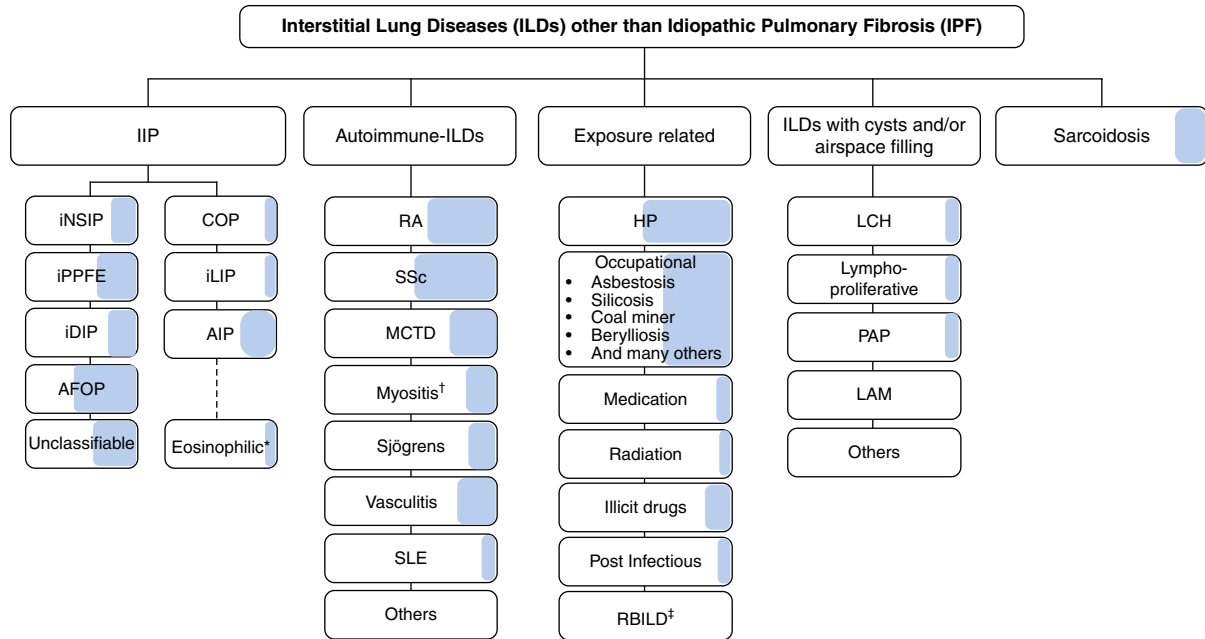 Interstitial Lung Diseases (ILDs) other than Idiopathic Pulmonary Fibrosis (IPF)
IIP
Autoimmune-ILDs
Exposure related
ILDs with cysts and/or
airspace filling
Sarcoidosis
iNSIP
iPPFE
iDIP
AFOP
Unclassifiable
COP
iLIP
AIP
Eosinophilic*
RA
SSc
MCTD
Myositis†
Sjögrens
Vasculitis
SLE
Others
HP
Occupational
• Asbestosis
• Silicosis
• Coal miner
• Berylliosis
• And many others
Medication
Radiation
Illicit drugs
Post Infectious
RBILD‡
LCH
Lympho-
proliferative
PAP
LAM
Others